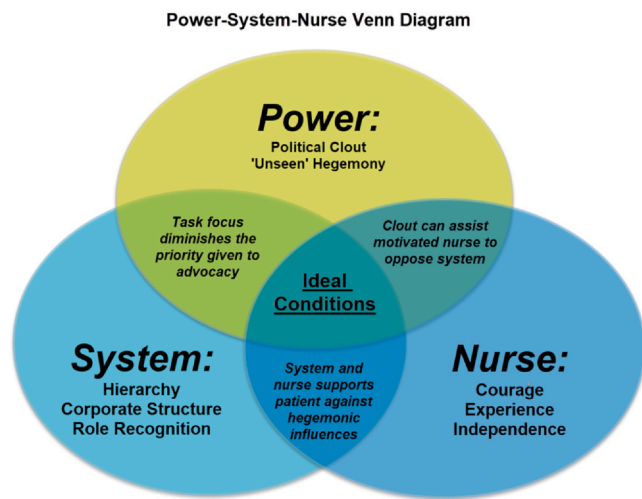 Power-System-Nurse Venn Diagram
Power:
Political Clout
'Unseen' Hegemony
Task focus
diminishes the
priority given to
advocacy
Clout can assist
motivated nurse to
oppose system
Ideal
Conditions
System:
Hierarchy
Corporate Structure
Role Recognition
System and
nurse supports
patient against
hegemonic
influences
Nurse:
Courage
Experience
Independence